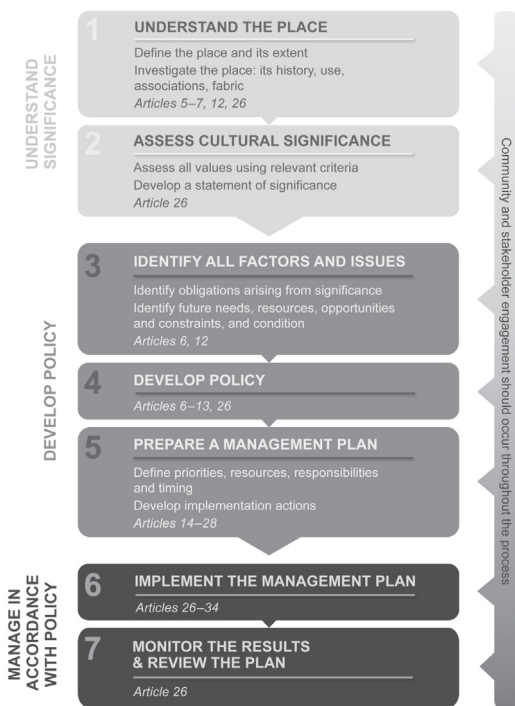 UNDERSTAND
SIGNIFICANCE
1
UNDERSTAND THE PLACE
Define the place and its extent
Investigate the place: its history, use,
associations, fabric
Articles 5–7, 12, 26
2
ASSESS CULTURAL SIGNIFICANCE
Assess all values using relevant criteria
Develop a statement of significance
Article 26
DEVELOP POLICY
3
IDENTIFY ALL FACTORS AND ISSUES
Identify obligations arising from significance
Identify future needs, resources, opportunities
and constraints, and condition
Articles 6, 12
4
DEVELOP POLICY
Articles 6–13, 26
5
PREPARE A MANAGEMENT PLAN
Define priorities, resources, responsibilities
and timing
Develop implementation actions
Articles 14–28
MANAGE IN
ACCORDANCE
WITH POLICY
6
IMPLEMENT THE MANAGEMENT PLAN
Articles 26–34
7
MONITOR THE RESULTS
& REVIEW THE PLAN
Article 26
Community and stakeholder engagement should occur throughout the process